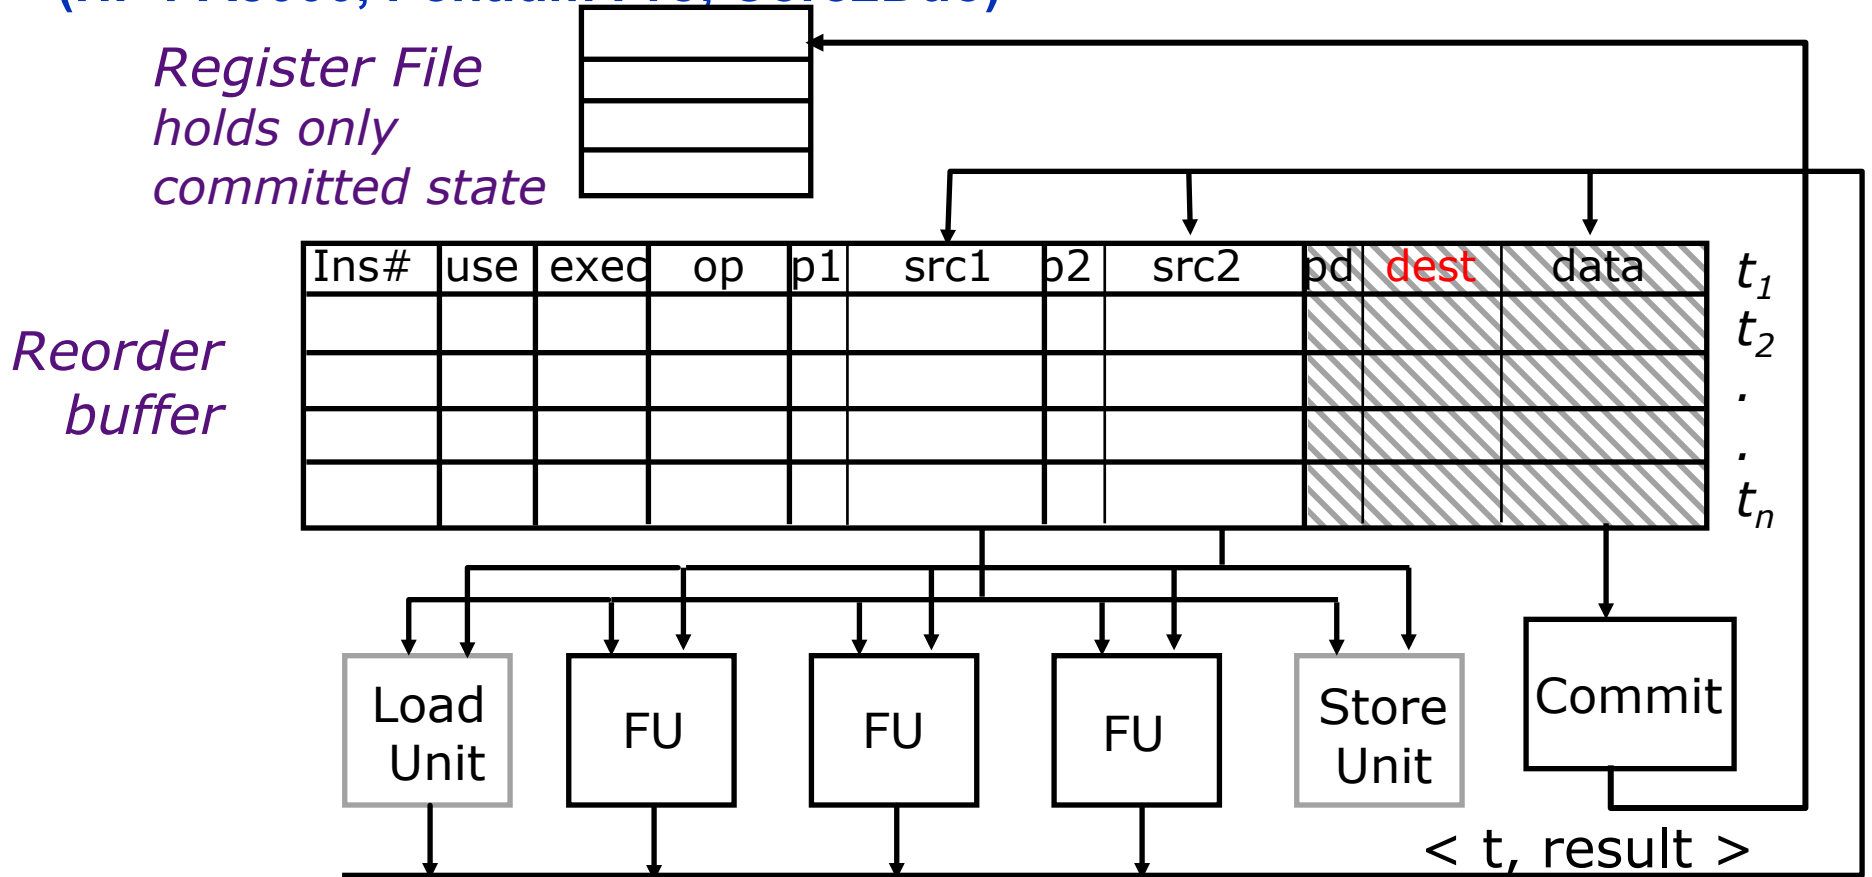 Register File
holds only
committed state
Ins# use exec op p1 src1 p2 src2 pd dest data
t1
t2
.
.
tn
Reorder
buffer
Load
Unit
FU
FU
FU
Store
Unit
Commit
< t, result >